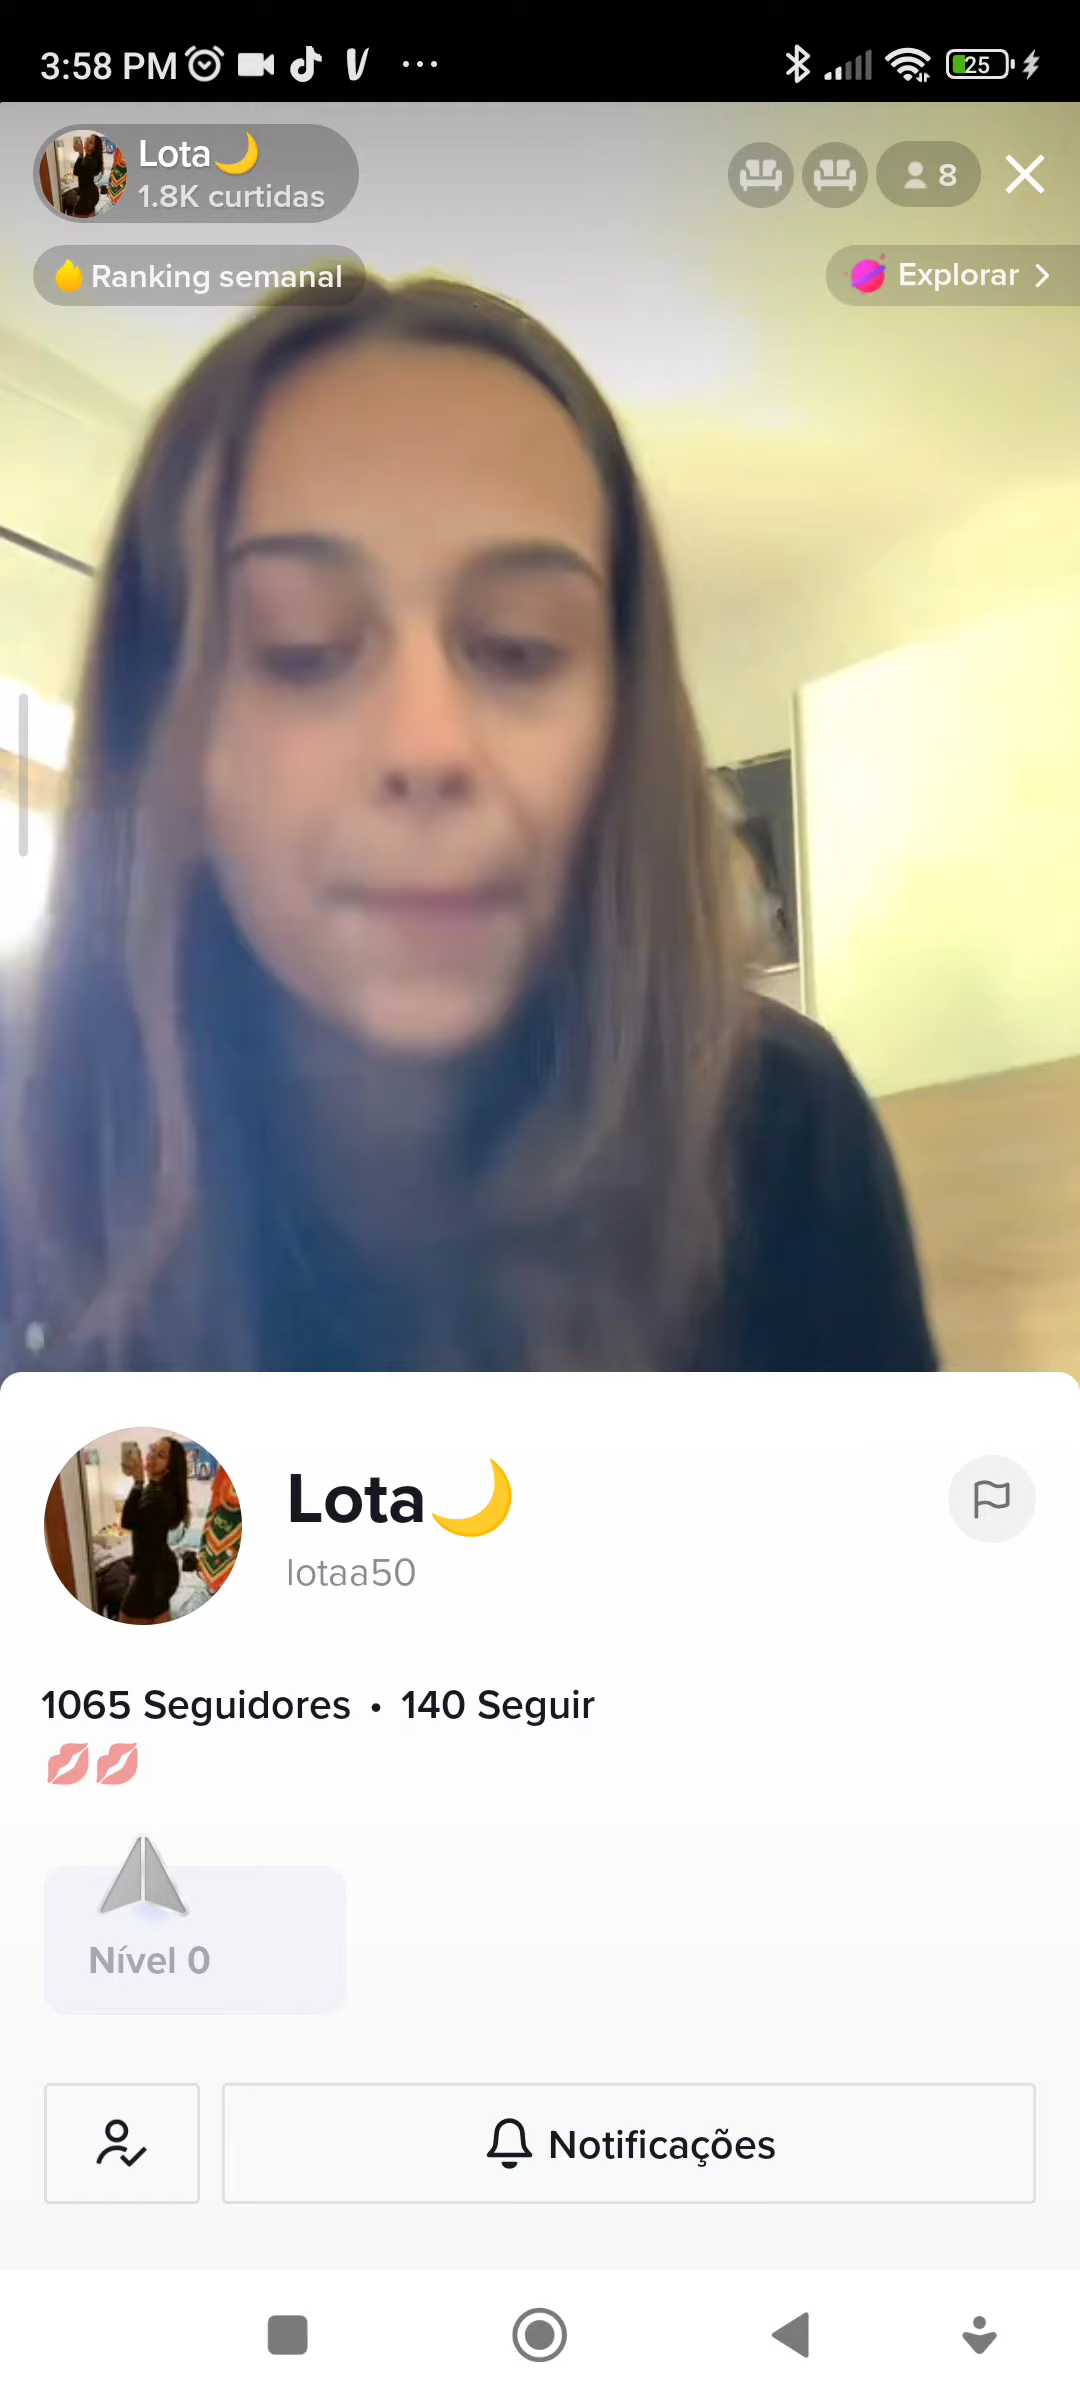 3:58 PM
25
Lota🌙
1.8K curtidas
8
Ranking semanal
Explorar >
Lota🌙
lotaa50
1065 Seguidores • 140 Seguir
💋💋
Nível 0
Notificações